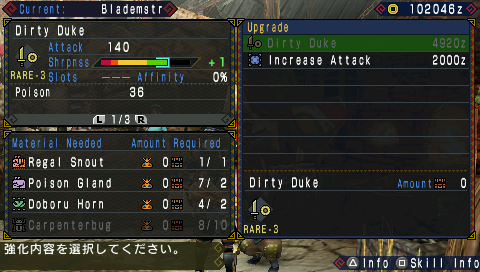 Current: Blademstr
102046z
Dirty Duke
Attack 140
Shrpnss +1
RARE-3
Slots --- Affinity 0%
Poison 36
L 1/3 R
Material Needed Amount Required
Regal Snout 0 1/ 1
Poison Gland 0 7/ 2
Doboru Horn 0 4/ 2
Carpenterbug 0 8/10
Upgrade
Dirty Duke 4920z
Increase Attack 2000z
Dirty Duke Amount 0
RARE-3
強化内容を選択してください。
Info Skill Info